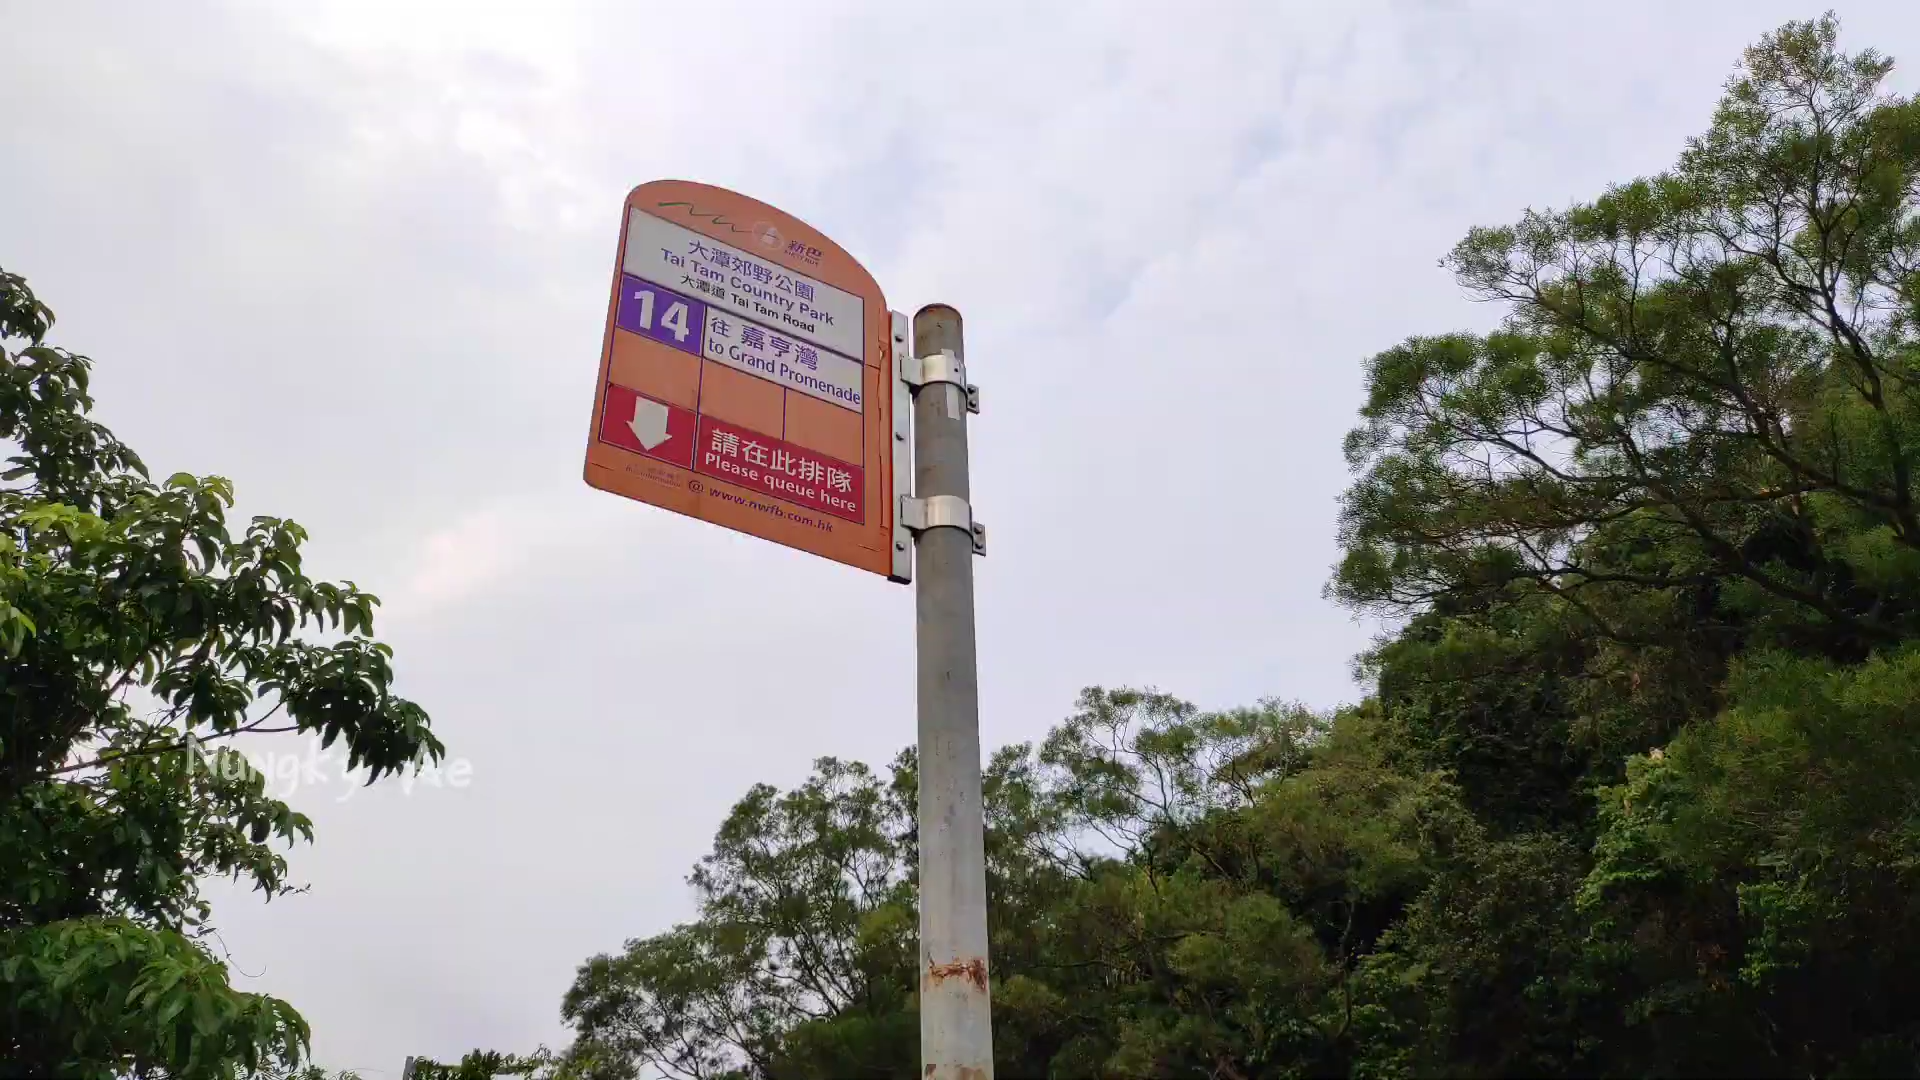 新巴
大潭郊野公園
Tai Tam Country Park
大潭道 Tai Tam Road
14
往 嘉亨灣
to Grand Promenade
請在此排隊
Please queue here
@ www.nwfb.com.hk